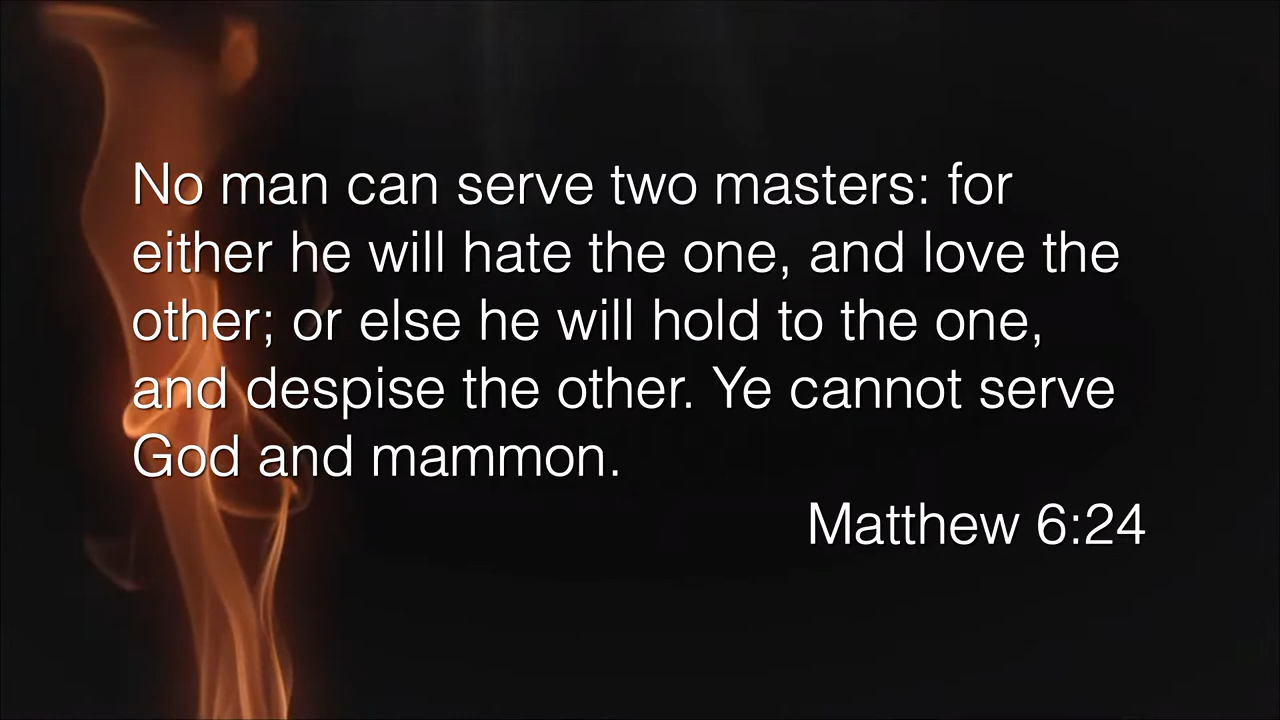 No man can serve two masters: for
either he will hate the one, and love the
other; or else he will hold to the one,
and despise the other. Ye cannot serve
God and mammon.
Matthew 6:24